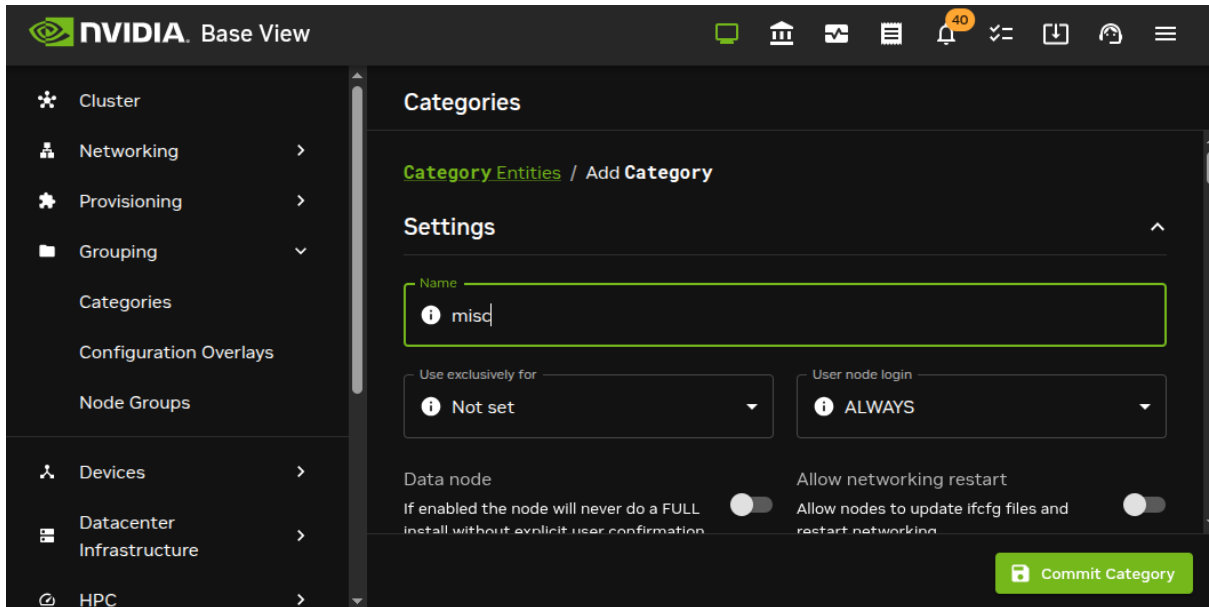 NVIDIA. Base View
40
Cluster
Networking
Provisioning
Grouping
Categories
Configuration Overlays
Node Groups
Devices
Datacenter
Infrastructure
HPC
Categories
Category Entities / Add Category
Settings
Name
misc
Use exclusively for
Not set
User node login
ALWAYS
Data node
If enabled the node will never do a FULL
install without explicit user confirmation
Allow networking restart
Allow nodes to update ifcfg files and
restart networking
Commit Category